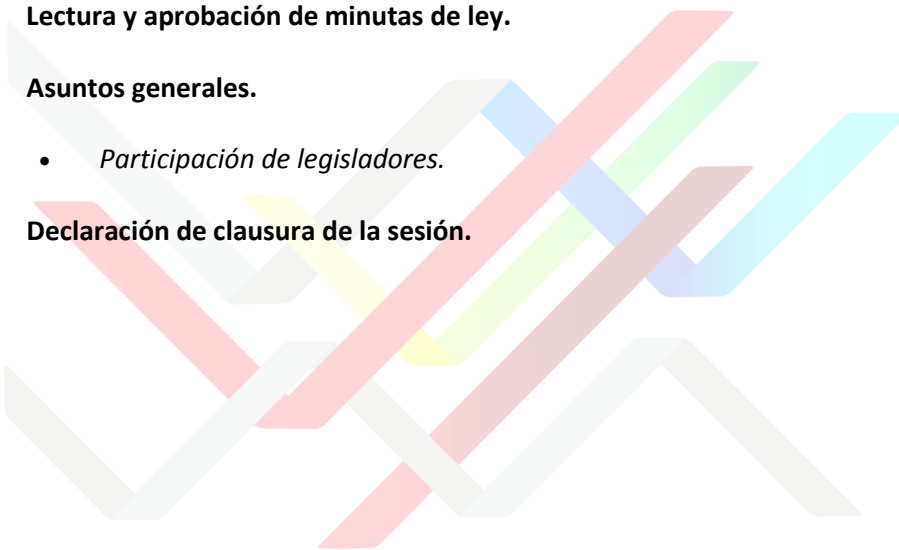 Lectura y aprobación de minutas de ley.
Asuntos generales.
• Participación de legisladores.
Declaración de clausura de la sesión.